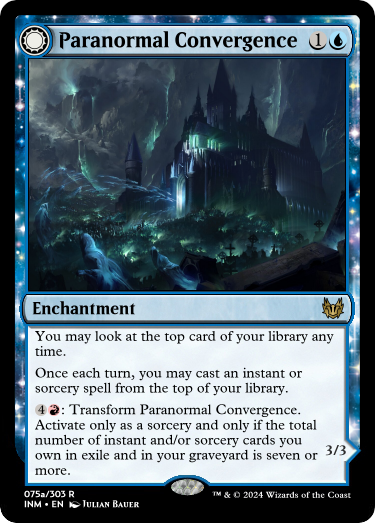 Paranormal Convergence 1
Enchantment
You may look at the top card of your library any
time.
Once each turn, you may cast an instant or
sorcery spell from the top of your library.
4: Transform Paranormal Convergence.
Activate only as a sorcery and only if the total
number of instant and/or sorcery cards you
own in exile and in your graveyard is seven or
more.
3/3
075a/303 R
INM • EN Julian Bauer
™ & © 2024 Wizards of the Coast